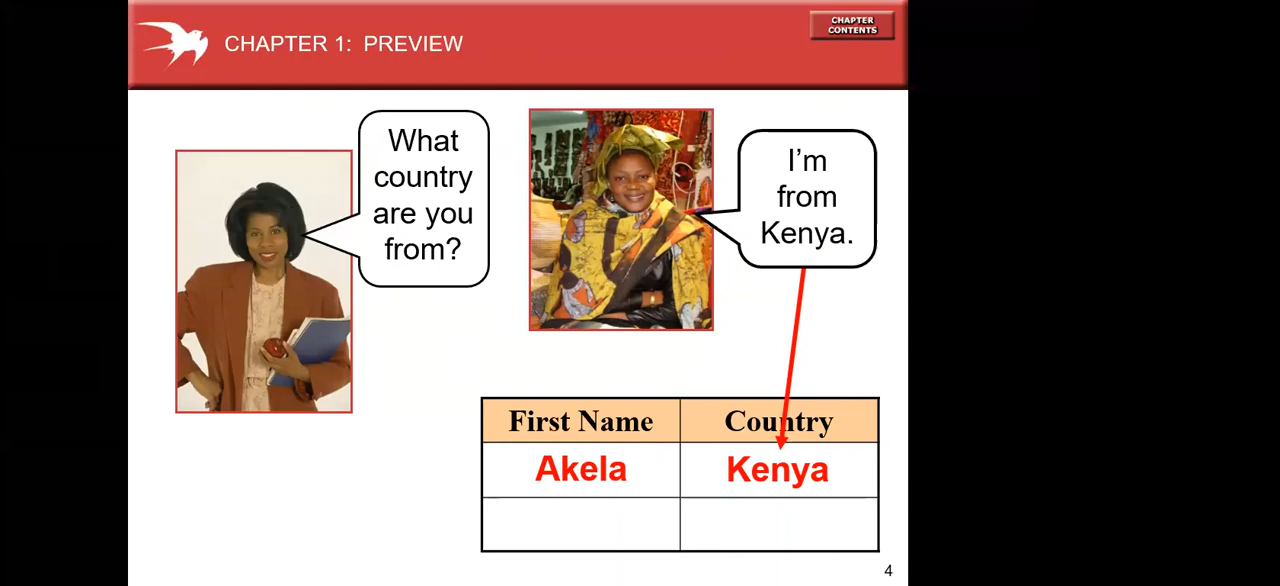 CHAPTER 1: PREVIEW
CHAPTER
CONTENTS
What
country
are you
from?
I’m
from
Kenya.
First Name Country
Akela Kenya
4